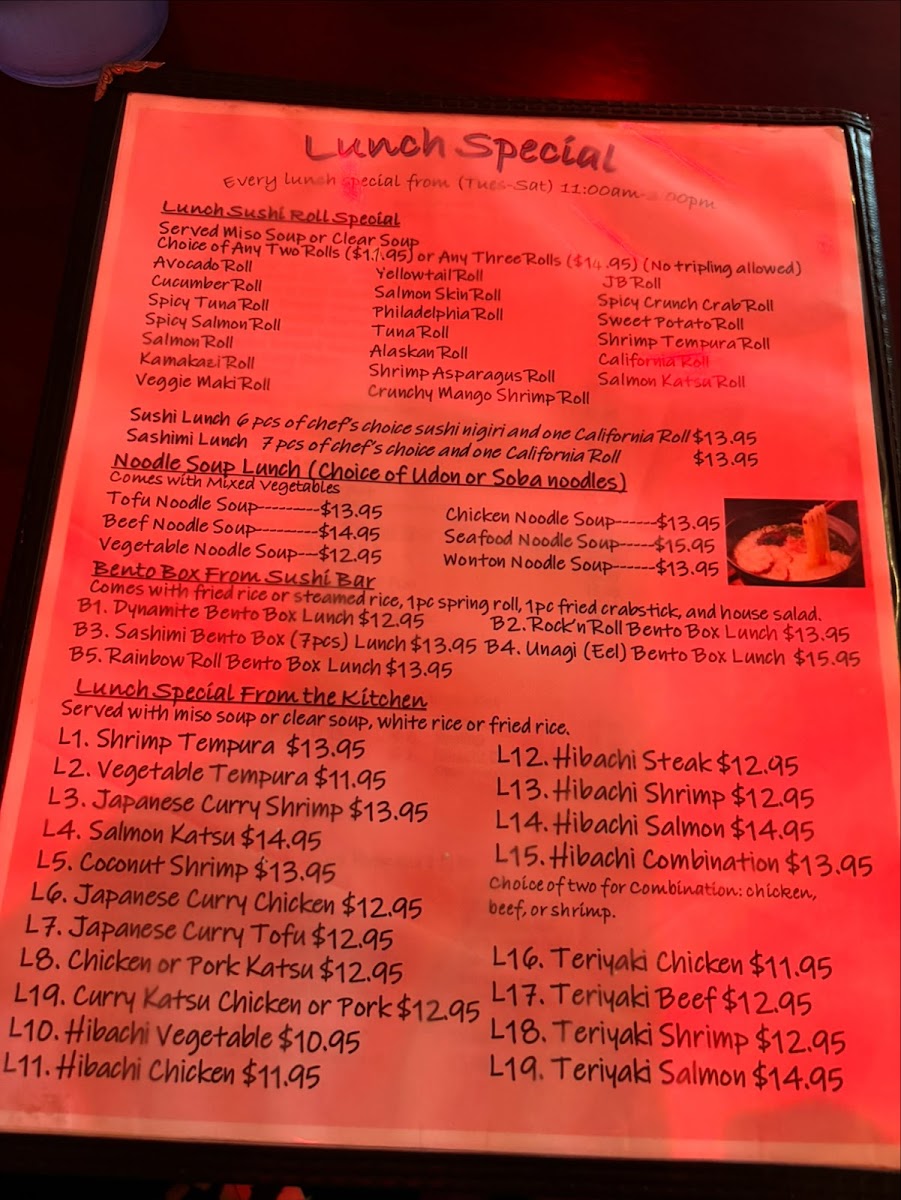 Lunch Special
Every lunch special from (Tues-Sat) 11:00am- :00pm
Lunch Sushi Roll Special
Served Miso Soup or Clear Soup
Choice of Any Two Rolls ($11.95) or Any Three Rolls ($14.95) (No tripling allowed)
Avocado Roll
Cucumber Roll
Spicy Tuna Roll
Spicy Salmon Roll
Salmon Roll
Kamakazi Roll
Veggie Maki Roll
Yellowtail Roll
Salmon Skin Roll
Philadelphia Roll
Tuna Roll
Alaskan Roll
Shrimp Asparagus Roll
Crunchy Mango Shrimp Roll
JB Roll
Spicy Crunch Crab Roll
Sweet Potato Roll
Shrimp Tempura Roll
California Roll
Salmon Katsu Roll
Sushi Lunch 6 pcs of chef's choice sushi nigiri and one California Roll $13.95
Sashimi Lunch 7 pcs of chef's choice and one California Roll $13.95
Noodle Soup Lunch (Choice of Udon or Soba noodles)
Comes with Mixed Vegetables
Tofu Noodle Soup---------$13.95
Beef Noodle Soup---------$14.95
Vegetable Noodle Soup---$12.95
Chicken Noodle Soup------$13.95
Seafood Noodle Soup-----$15.95
Wonton Noodle Soup------$13.95
Bento Box From Sushi Bar
Comes with fried rice or steamed rice, 1pc spring roll, 1pc fried crabstick, and house salad.
B1. Dynamite Bento Box Lunch $12.95 B2. Rock'n Roll Bento Box Lunch $13.95
B3. Sashimi Bento Box (7pcs) Lunch $13.95 B4. Unagi (Eel) Bento Box Lunch $15.95
B5. Rainbow Roll Bento Box Lunch $13.95
Lunch Special From the Kitchen
Served with miso soup or clear soup, white rice or fried rice.
L1. Shrimp Tempura $13.95
L2. Vegetable Tempura $11.95
L3. Japanese Curry Shrimp $13.95
L4. Salmon Katsu $14.95
L5. Coconut Shrimp $13.95
L6. Japanese Curry Chicken $12.95
L7. Japanese Curry Tofu $12.95
L8. Chicken or Pork Katsu $12.95
L19. Curry Katsu Chicken or Pork $12.95
L10. Hibachi Vegetable $10.95
L11. Hibachi Chicken $11.95
L12. Hibachi Steak $12.95
L13. Hibachi Shrimp $12.95
L14. Hibachi Salmon $14.95
L15. Hibachi Combination $13.95
Choice of two for Combination: chicken,
beef, or shrimp.
L16. Teriyaki Chicken $11.95
L17. Teriyaki Beef $12.95
L18. Teriyaki Shrimp $12.95
L19. Teriyaki Salmon $14.95